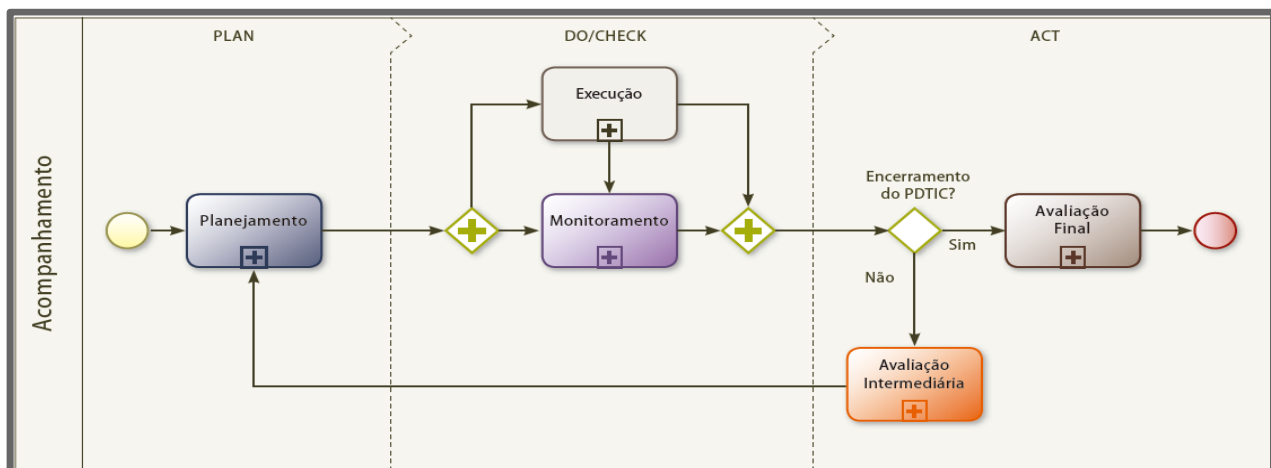 PLAN
DO/CHECK
ACT
Acompanhamento
Planejamento
Execução
Monitoramento
Encerramento
do PDTIC?
Sim
Não
Avaliação
Final
Avaliação
Intermediária